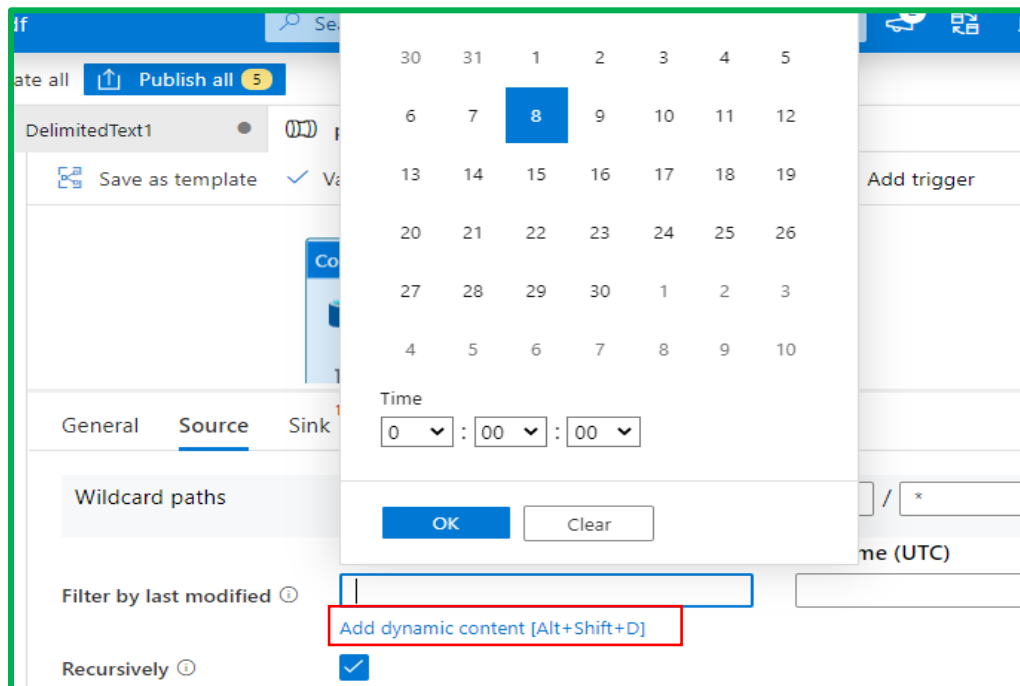 df
Se
ate all Publish all 5
DelimitedText1
Save as template
Add trigger
Co
30 31 1 2 3 4 5
6 7 8 9 10 11 12
13 14 15 16 17 18 19
20 21 22 23 24 25 26
27 28 29 30 1 2 3
4 5 6 7 8 9 10
Time
0 : 00 : 00
OK Clear
General Source Sink
Wildcard paths / *
me (UTC)
Filter by last modified
Add dynamic content [Alt+Shift+D]
Recursively